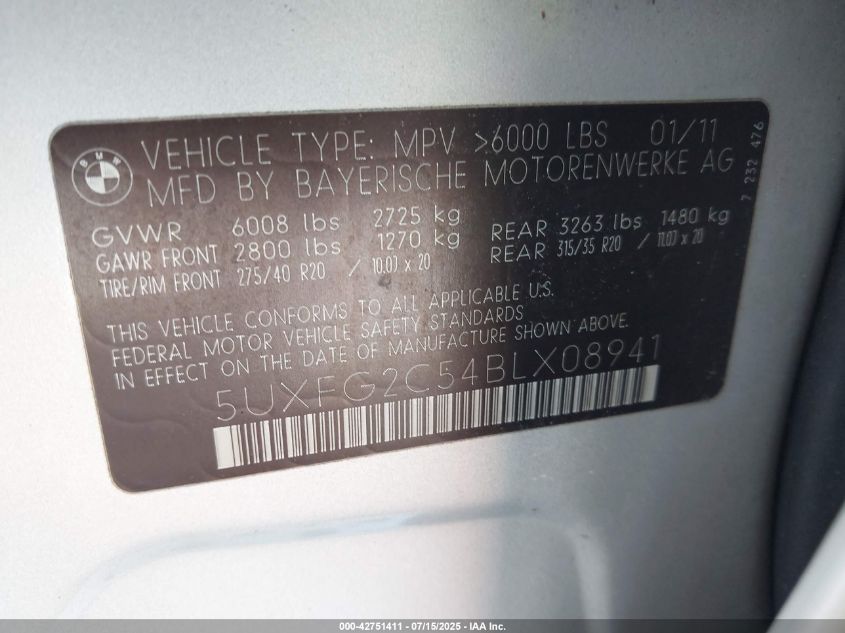 BMW
VEHICLE TYPE: MPV >6000 LBS 01/11
MFD BY BAYERISCHE MOTORENWERKE AG
7 232 476
GVWR 6008 lbs 2725 kg
GAWR FRONT 2800 lbs 1270 kg REAR 3263 lbs 1480 kg
TIRE/RIM FRONT 275/40 R20 / 10.0J x 20 REAR 315/35 R20 / 11.0J x 20
THIS VEHICLE CONFORMS TO ALL APPLICABLE U.S.
FEDERAL MOTOR VEHICLE SAFETY STANDARDS
IN EFFECT ON THE DATE OF MANUFACTURE SHOWN ABOVE.
5UXFG2C54BLX08941
000-42751411 - 07/15/2025 - IAA Inc.